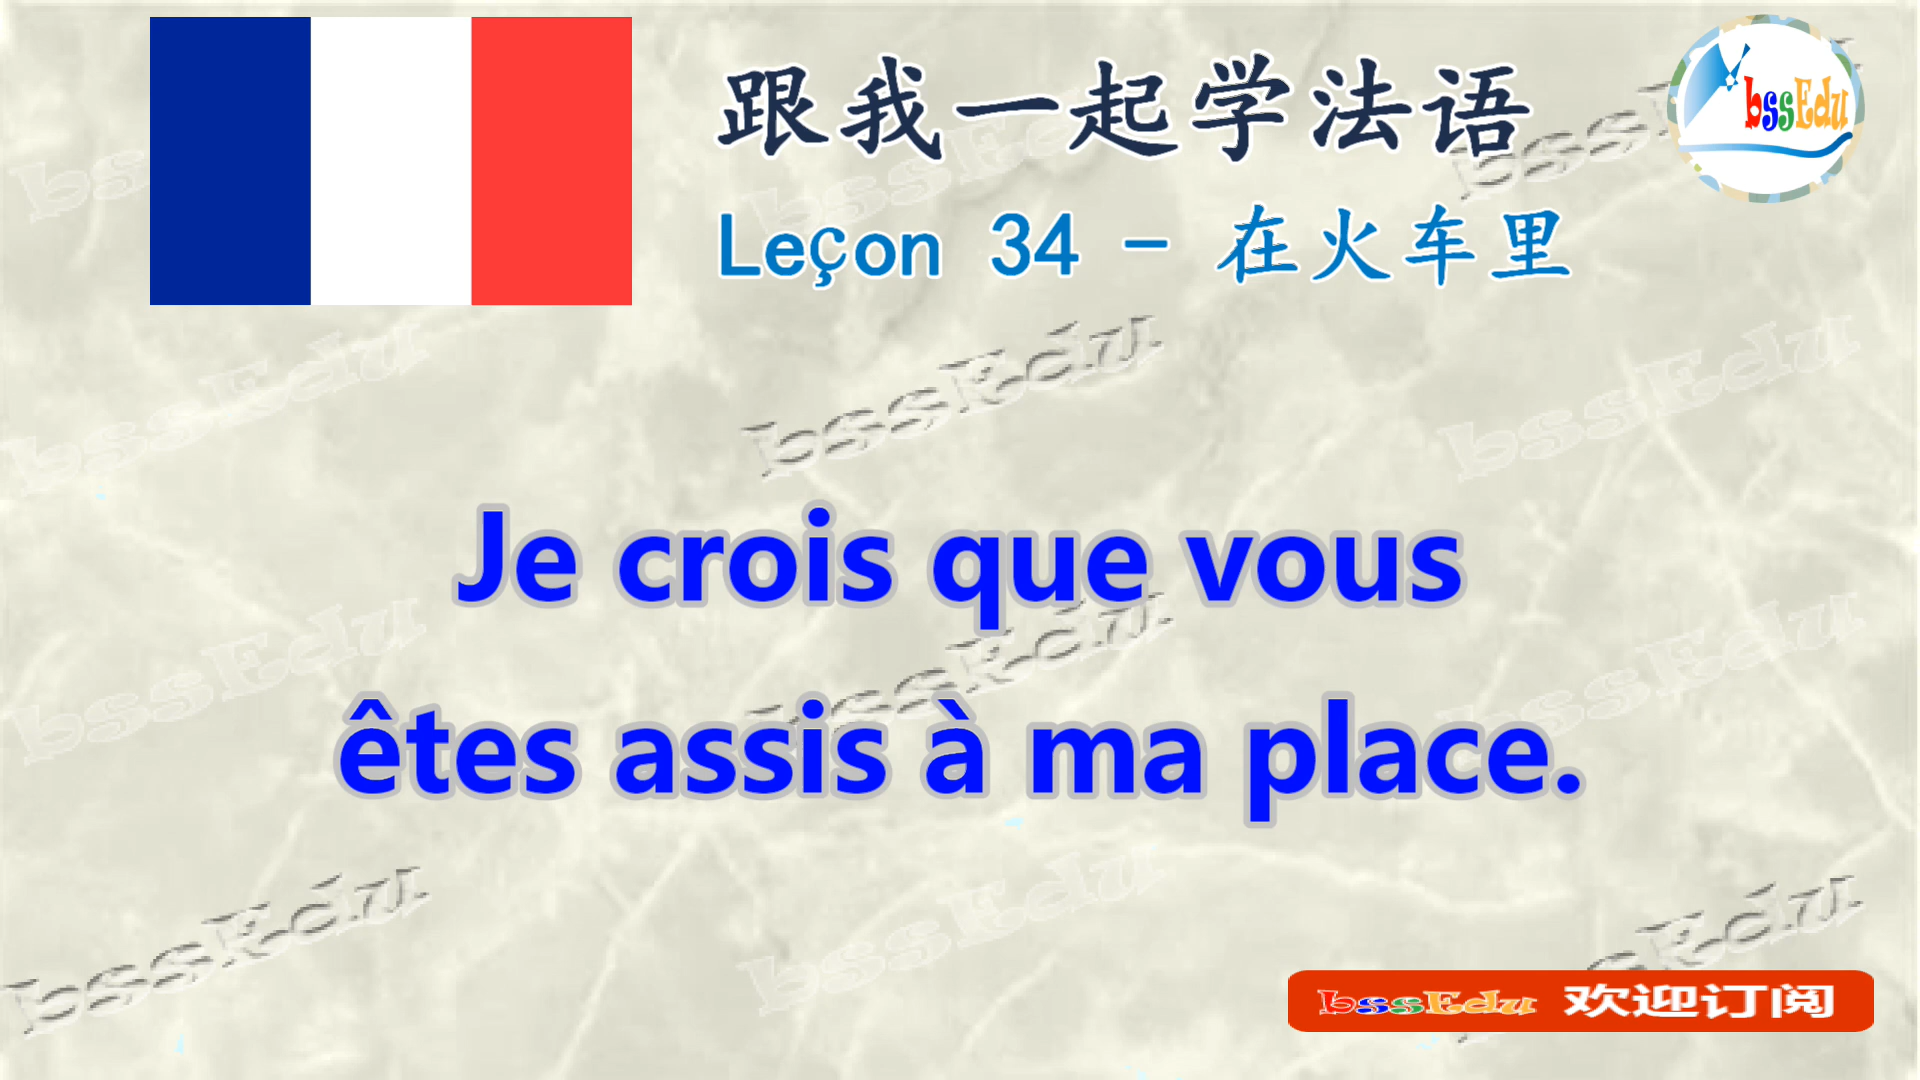 跟我一起学法语
bssEdu
Leçon 34 - 在火车里
Je crois que vous
êtes assis à ma place.
bssEdu 欢迎订阅